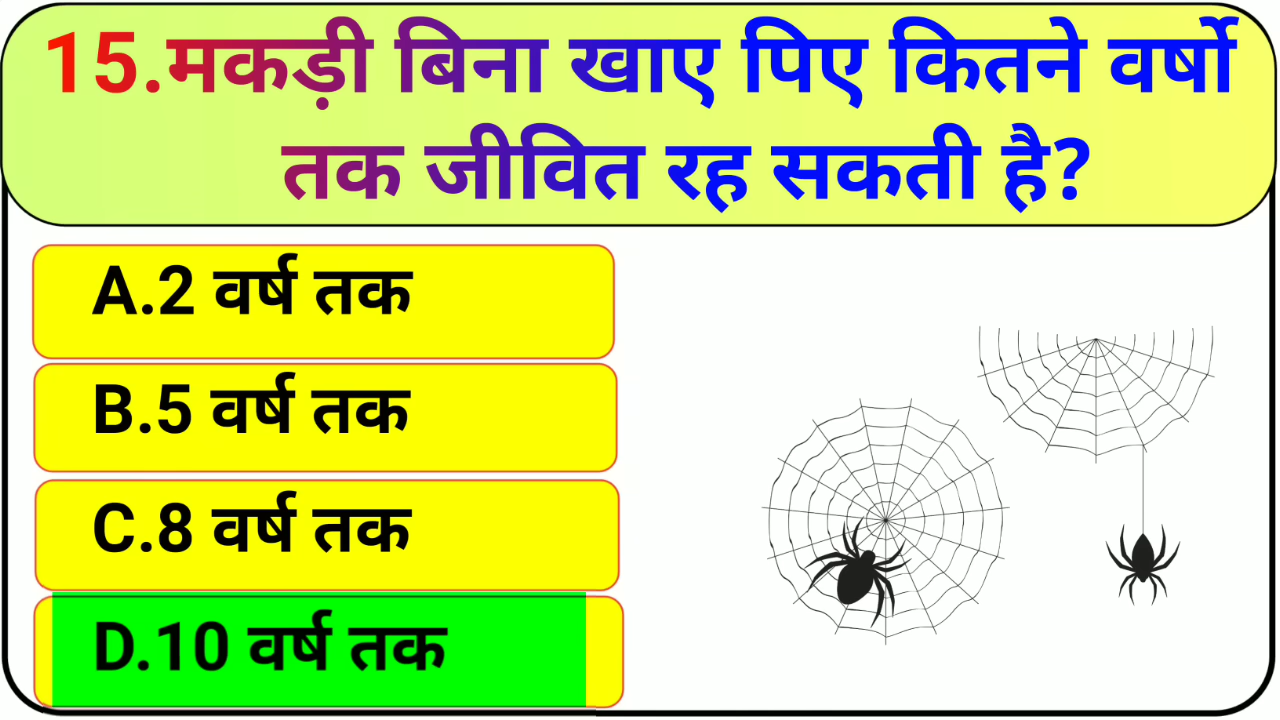 15.मकड़ी बिना खाए पिए कितने वर्षो
तक जीवित रह सकती है?
A.2 वर्ष तक
B.5 वर्ष तक
C.8 वर्ष तक
D.10 वर्ष तक